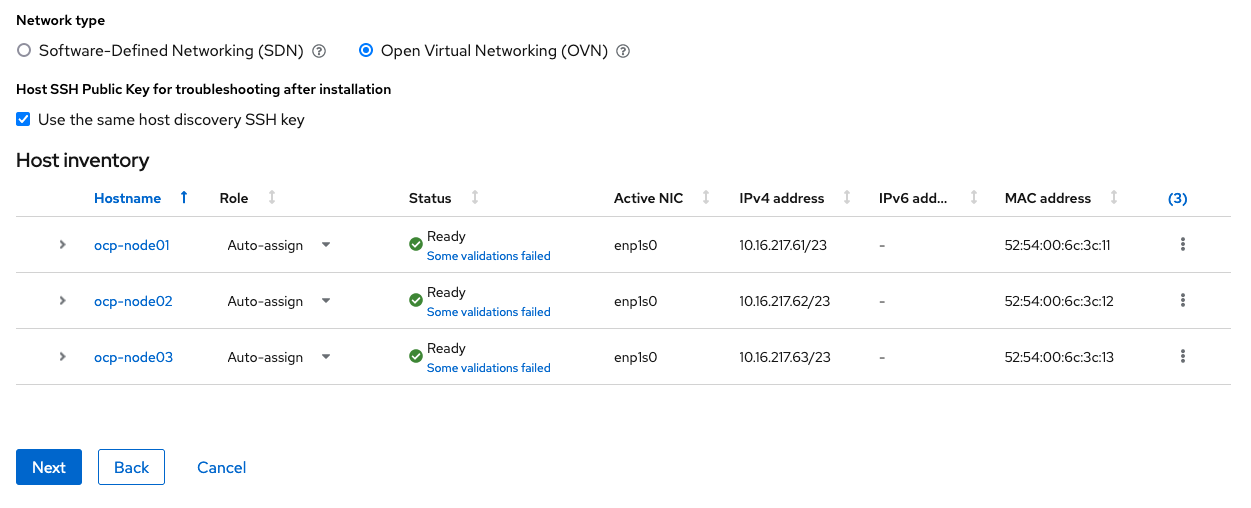 Network type
Software-Defined Networking (SDN) Open Virtual Networking (OVN)
Host SSH Public Key for troubleshooting after installation
Use the same host discovery SSH key
Host inventory
Hostname Role Status Active NIC IPv4 address IPv6 add... MAC address (3)
ocp-node01 Auto-assign Ready enp1s0 10.16.217.61/23 - 52:54:00:6c:3c:11
Some validations failed
ocp-node02 Auto-assign Ready enp1s0 10.16.217.62/23 - 52:54:00:6c:3c:12
Some validations failed
ocp-node03 Auto-assign Ready enp1s0 10.16.217.63/23 - 52:54:00:6c:3c:13
Some validations failed
Next Back Cancel